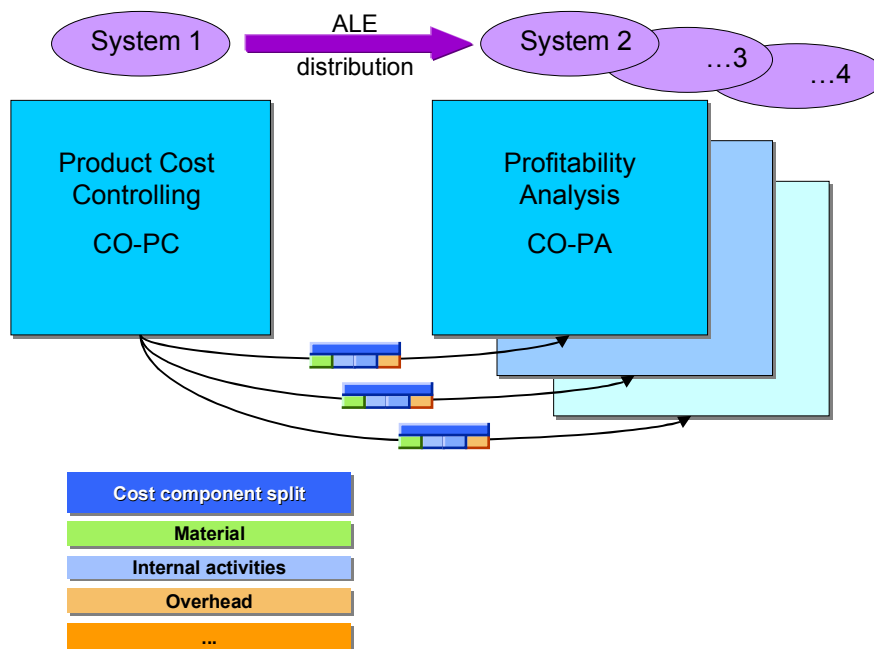 System 1
ALE
distribution
System 2
…3
…4
Product Cost
Controlling
CO-PC
Profitability
Analysis
CO-PA
Cost component split
Material
Internal activities
Overhead
...